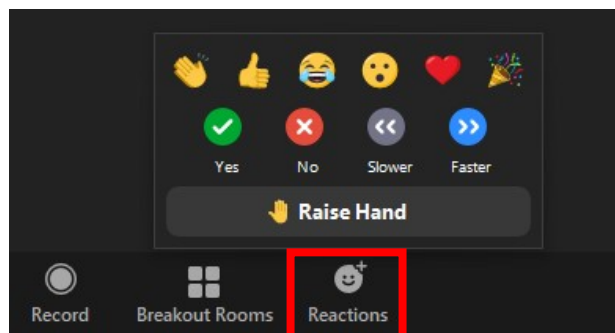 Yes No Slower Faster
Raise Hand
Record Breakout Rooms Reactions